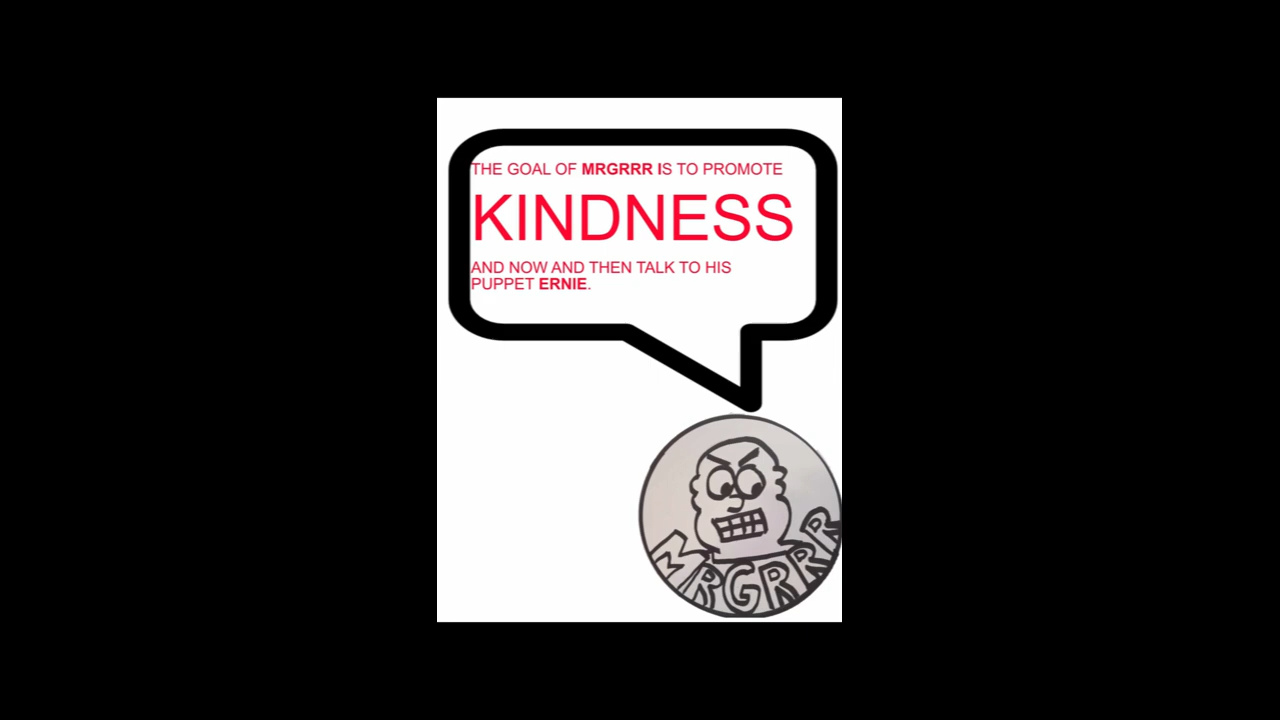 THE GOAL OF MRGRRR IS TO PROMOTE
KINDNESS
AND NOW AND THEN TALK TO HIS
PUPPET ERNIE.
MRGRRR